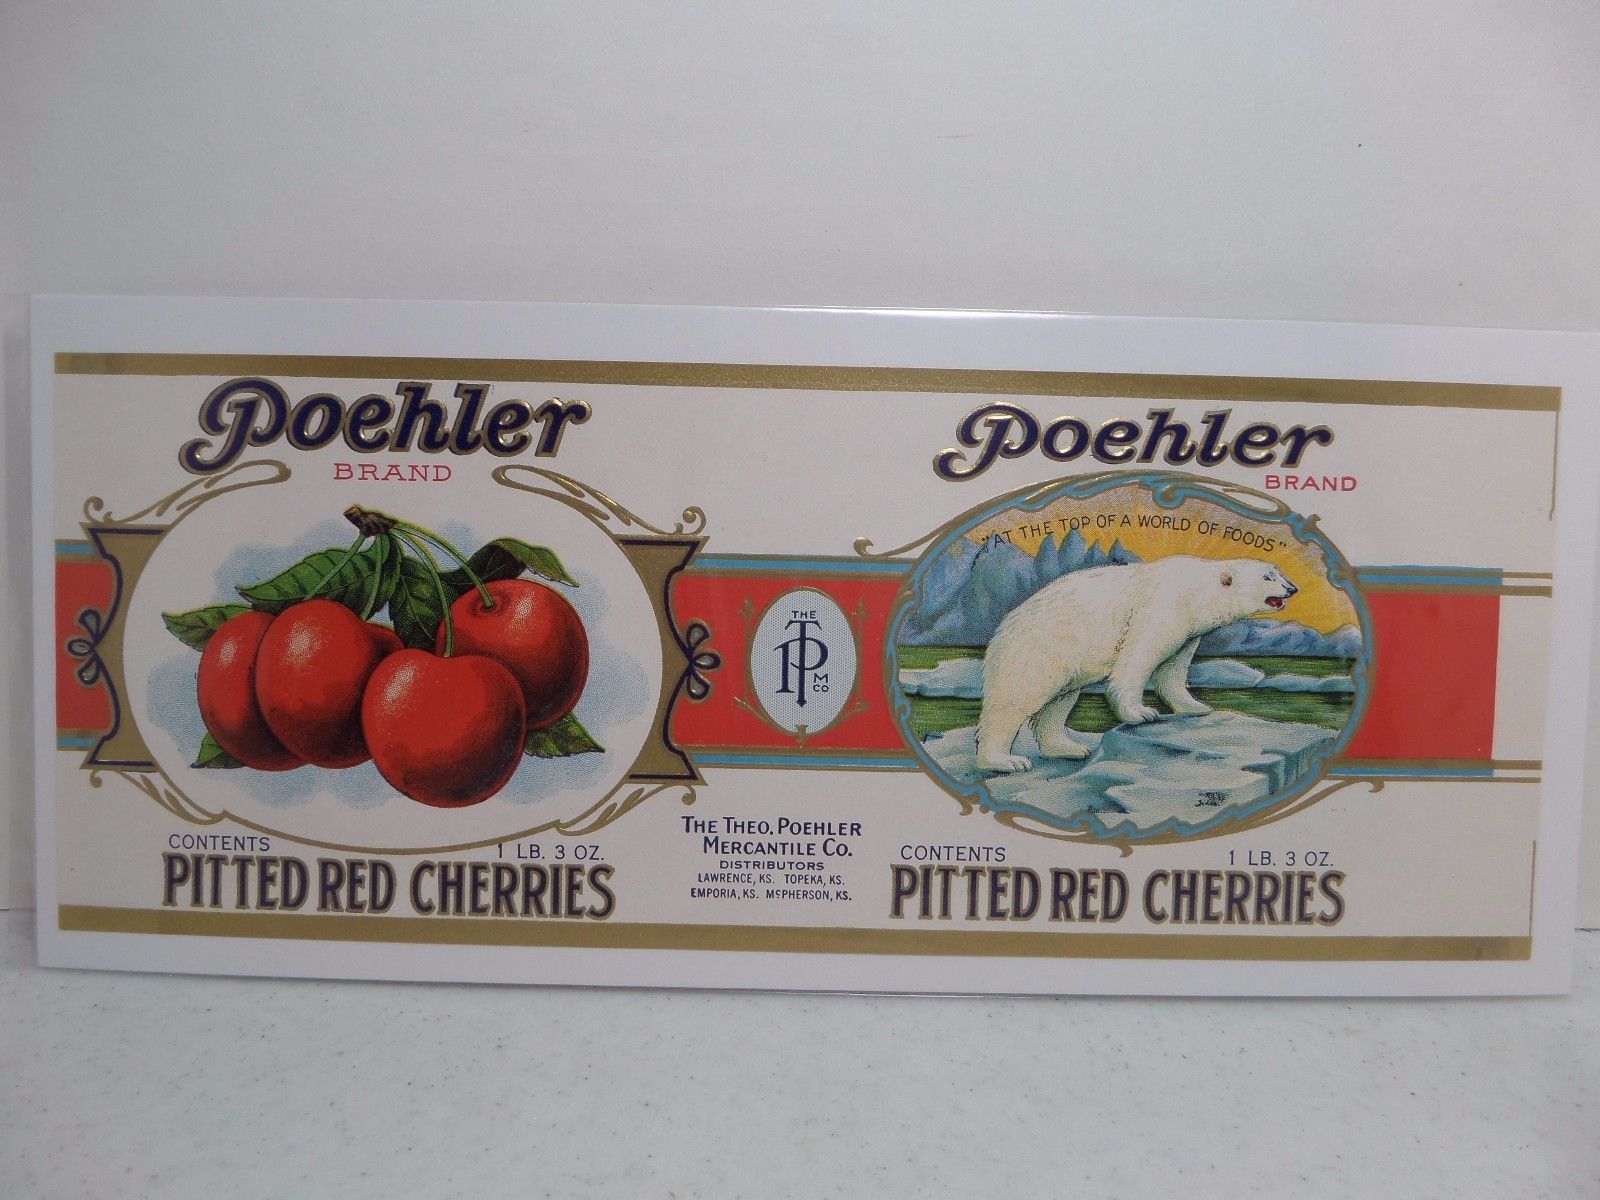 Poehler
BRAND
CONTENTS 1 LB. 3 OZ.
PITTED RED CHERRIES
THE
TP
M
CO
THE THEO. POEHLER
MERCANTILE CO.
DISTRIBUTORS
LAWRENCE, KS. TOPEKA, KS.
EMPORIA, KS. McPHERSON, KS.
Poehler
BRAND
"AT THE TOP OF A WORLD OF FOODS"
CONTENTS 1 LB. 3 OZ.
PITTED RED CHERRIES